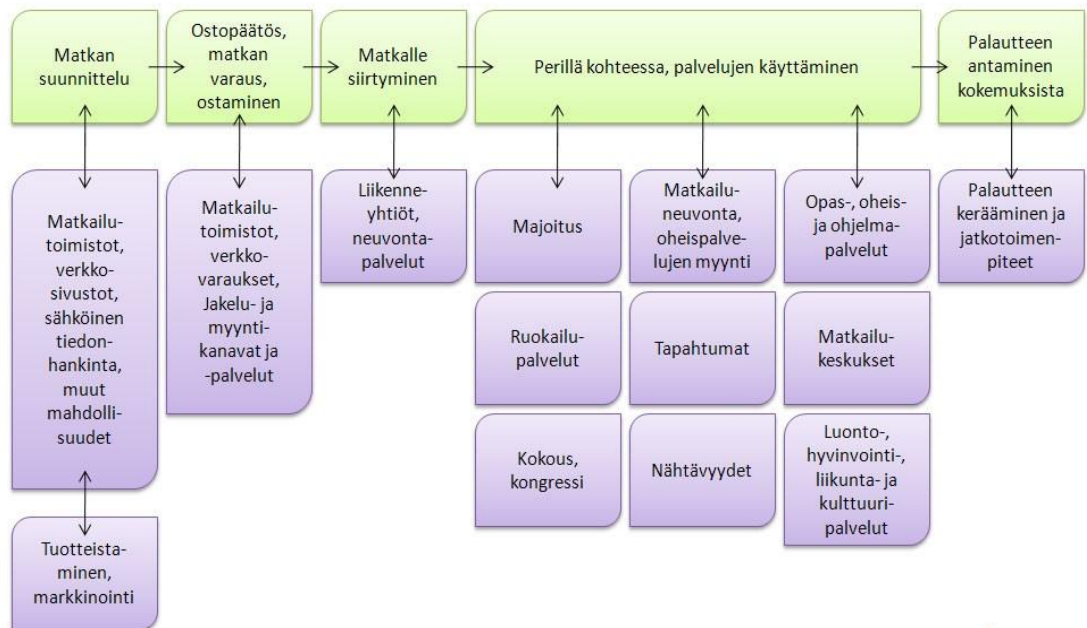 Matkan
suunnittelu
Ostopäätös,
matkan
varaus,
ostaminen
Matkalle
siirtyminen
Perillä kohteessa, palvelujen käyttäminen
Palautteen
antaminen
kokemuksista
Matkailu-
toimistot,
verkko-
sivustot,
sähköinen
tiedon-
hankinta,
muut
mahdolli-
suudet
Matkailu-
toimistot,
verkko-
varaukset,
Jakelu- ja
myynti-
kanavat ja
-palvelut
Liikenne-
yhtiöt,
neuvonta-
palvelut
Majoitus
Matkailu-
neuvonta,
oheispalve-
lujen myynti
Opas-, oheis-
ja ohjelma-
palvelut
Palautteen
kerääminen ja
jatkotoimen-
piteet
Ruokailu-
palvelut
Tapahtumat
Matkailu-
keskukset
Kokous,
kongressi
Nähtävyydet
Luonto-,
hyvinvointi-,
liikunta- ja
kulttuuri-
palvelut
Tuotteista-
minen,
markkinointi